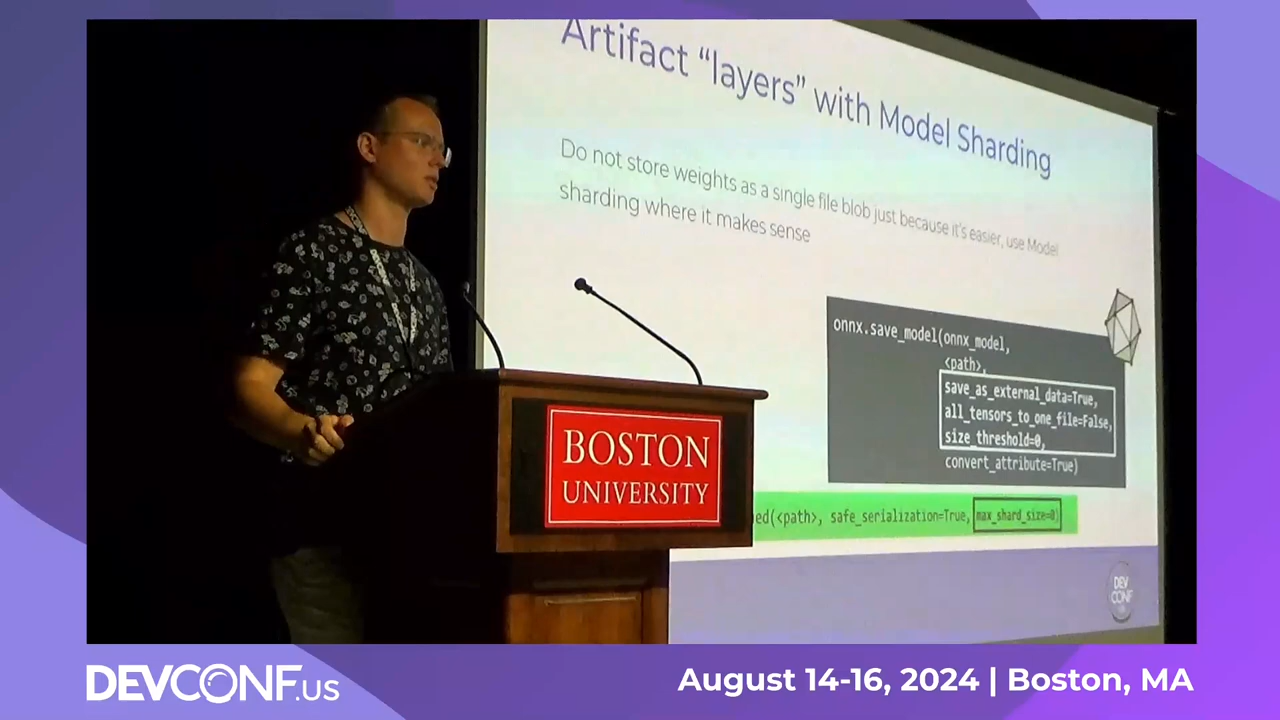 Artifact “layers” with Model Sharding
Do not store weights as a single file blob just because it’s easier, use Model
sharding where it makes sense
onnx.save_model(onnx_model,
<path>,
save_as_external_data=True,
all_tensors_to_one_file=False,
size_threshold=0,
convert_attribute=True)
ed(<path>, safe_serialization=True, max_shard_size=0)
BOSTON
UNIVERSITY
DEV
CONF
DEVCONF.us
August 14-16, 2024 | Boston, MA